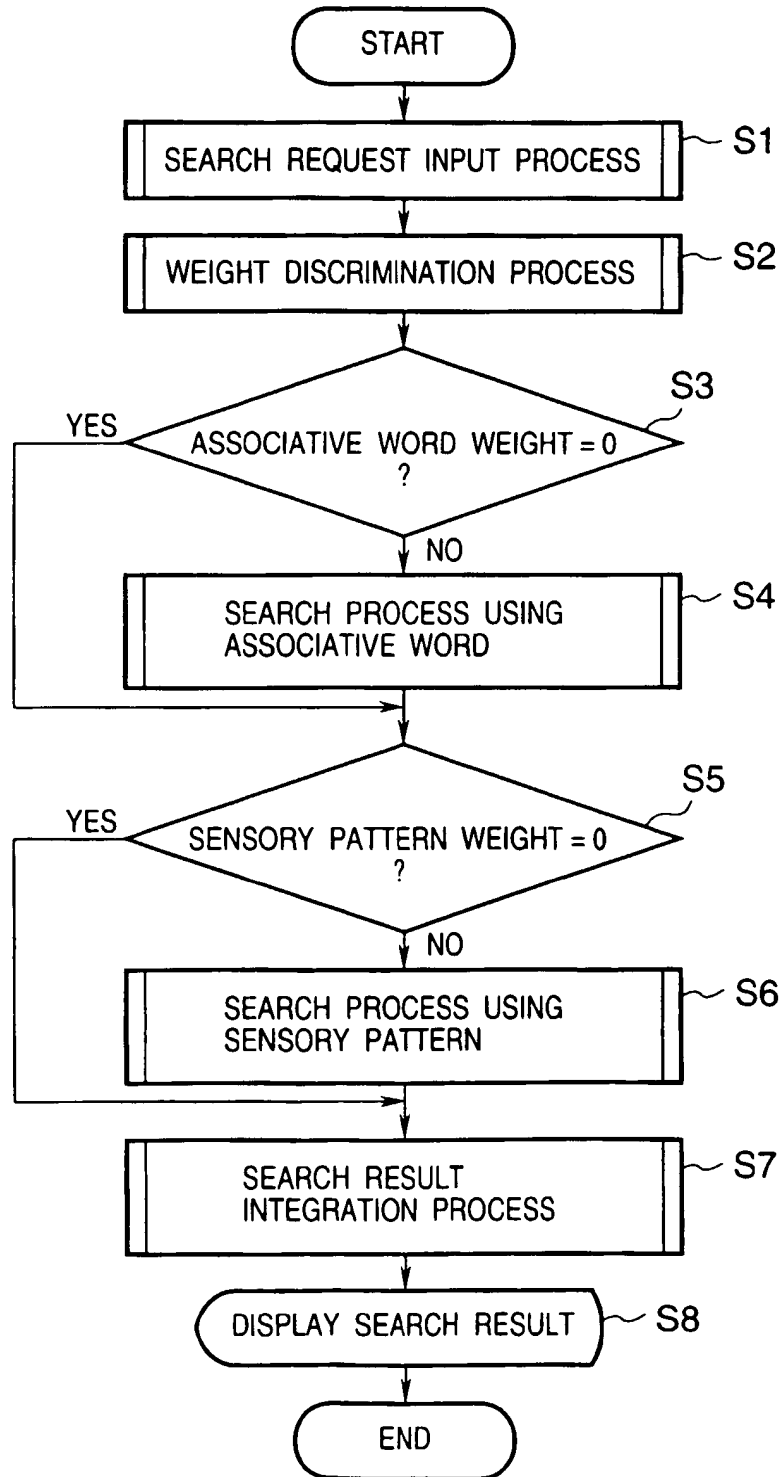 START
SEARCH REQUEST INPUT PROCESS
S1
WEIGHT DISCRIMINATION PROCESS
S2
S3
YES
ASSOCIATIVE WORD WEIGHT = 0
?
NO
SEARCH PROCESS USING
ASSOCIATIVE WORD
S4
S5
YES
SENSORY PATTERN WEIGHT = 0
?
NO
SEARCH PROCESS USING
SENSORY PATTERN
S6
SEARCH RESULT
INTEGRATION PROCESS
S7
DISPLAY SEARCH RESULT
S8
END